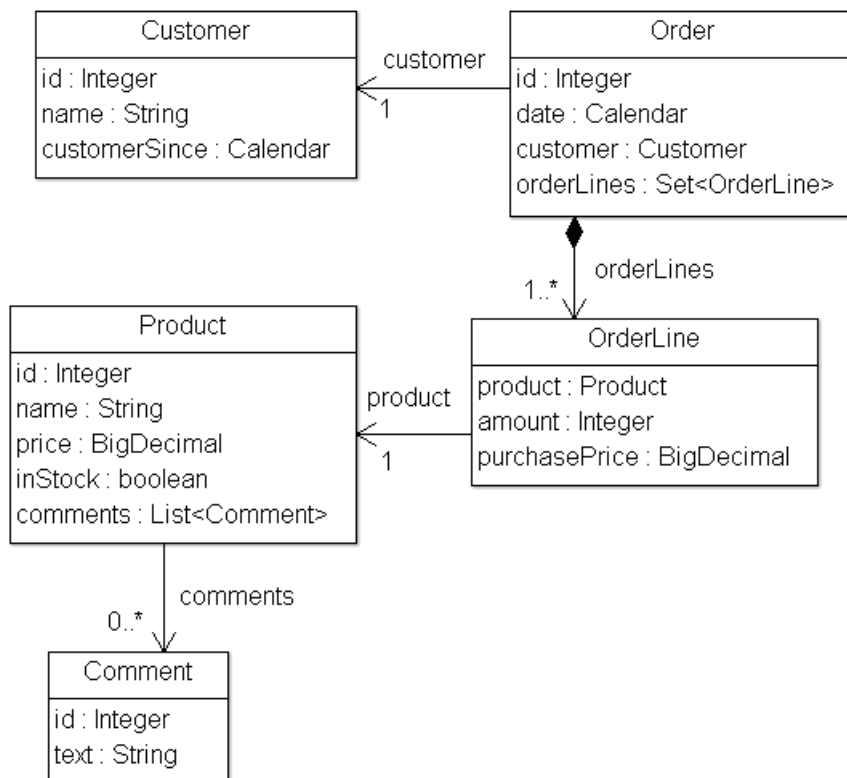 Customer
id : Integer
name : String
customerSince : Calendar
customer
1
Order
id : Integer
date : Calendar
customer : Customer
orderLines : Set<OrderLine>
orderLines
1..*
Product
id : Integer
name : String
price : BigDecimal
inStock : boolean
comments : List<Comment>
product
1
OrderLine
product : Product
amount : Integer
purchasePrice : BigDecimal
comments
0..*
Comment
id : Integer
text : String